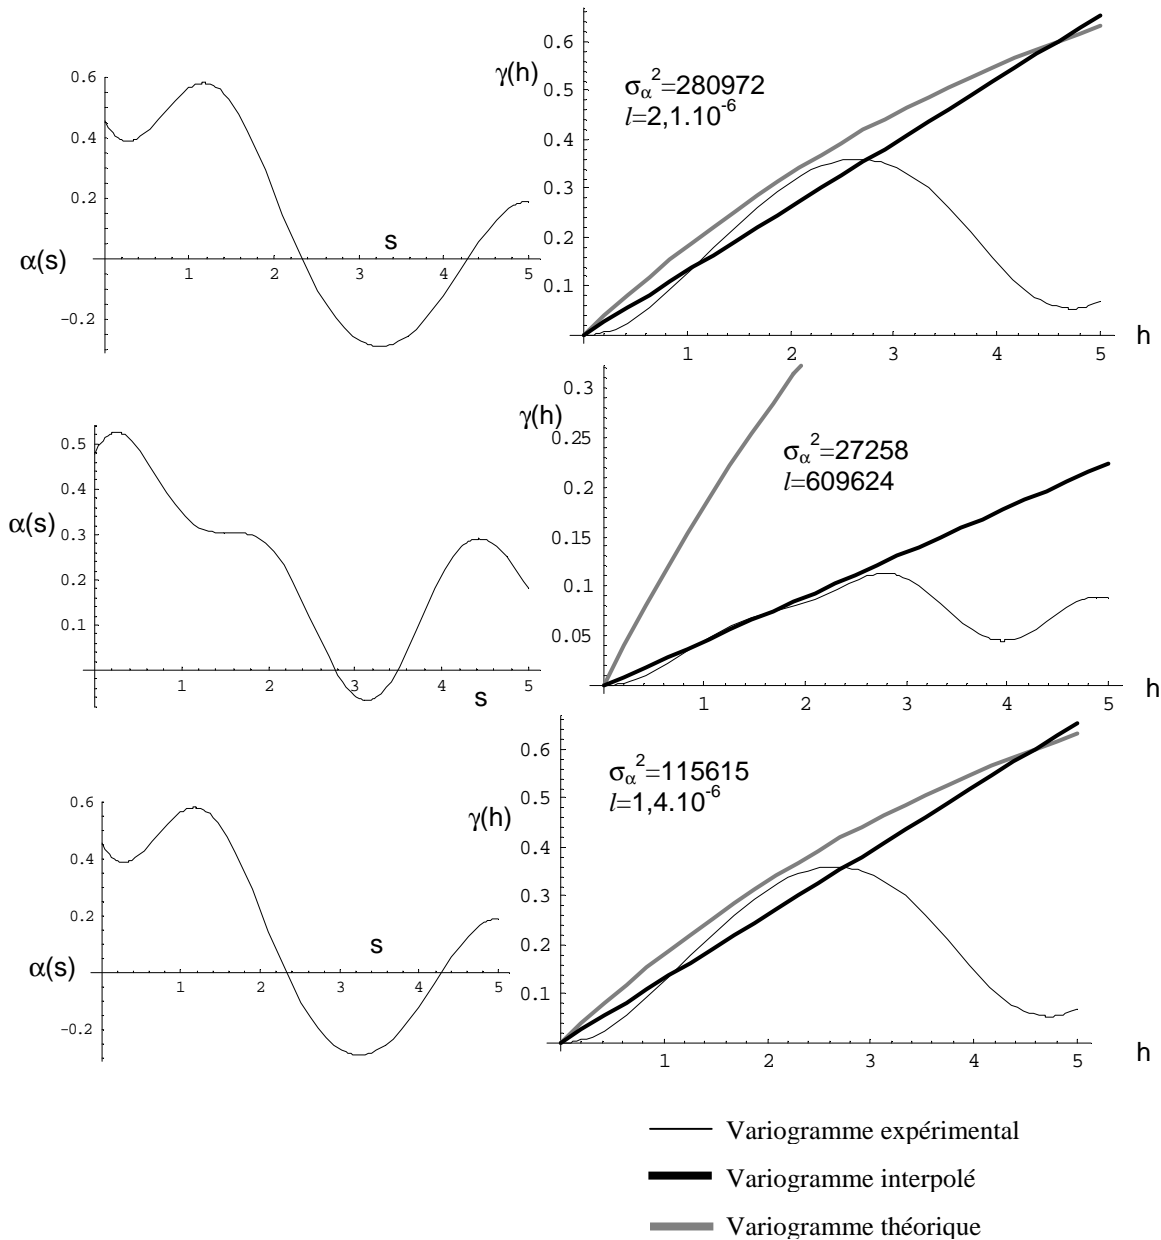 γ(h)
0.6
0.5
0.4
0.3
0.2
0.1
σα²=280972
l=2,1.10⁻⁶
1 2 3 4 5
h
0.6
0.4
0.2
-0.2
α(s)
s
1 2 3 4 5
γ(h)
0.3
0.25
0.2
0.15
0.1
0.05
σα²=27258
l=609624
1 2 3 4 5
h
0.5
0.4
0.3
0.2
0.1
α(s)
1 2 3 4 5
s
γ(h)
0.6
0.5
0.4
0.3
0.2
0.1
σα²=115615
l=1,4.10⁻⁶
1 2 3 4 5
h
0.6
0.4
0.2
-0.2
α(s)
s
1 2 3 4 5
Variogramme expérimental
Variogramme interpolé
Variogramme théorique